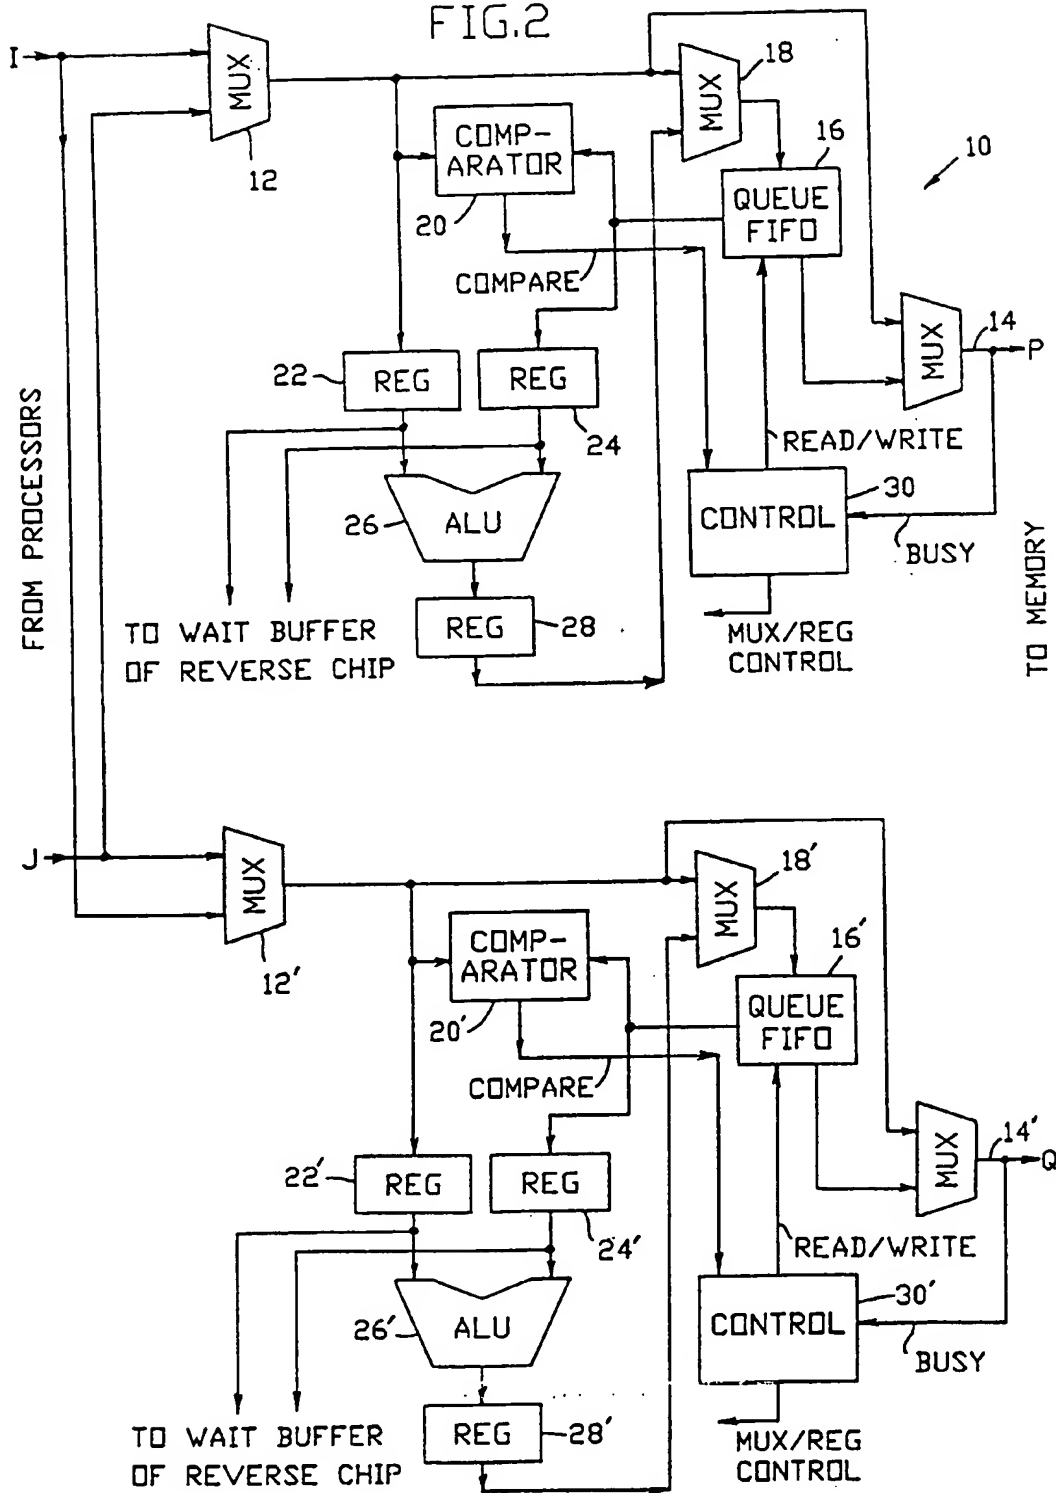 FIG.2
I
MUX
12
COMP-
ARATOR
20
MUX
18
16
QUEUE
FIFO
10
COMPARE
MUX
14
P
22
REG
REG
24
READ/WRITE
30
CONTROL
BUSY
26
ALU
REG
28
MUX/REG
CONTROL
TO WAIT BUFFER
OF REVERSE CHIP
FROM PROCESSORS
TO MEMORY
J
MUX
12'
COMP-
ARATOR
20'
MUX
18'
16'
QUEUE
FIFO
COMPARE
MUX
14'
Q
22'
REG
REG
24'
READ/WRITE
30'
CONTROL
BUSY
26'
ALU
REG
28'
MUX/REG
CONTROL
TO WAIT BUFFER
OF REVERSE CHIP